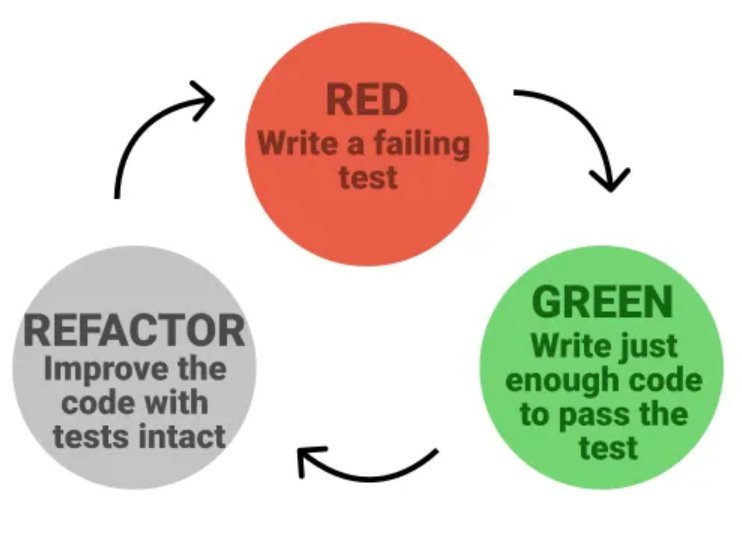 RED
Write a failing
test
GREEN
Write just
enough code
to pass the
test
REFACTOR
Improve the
code with
tests intact